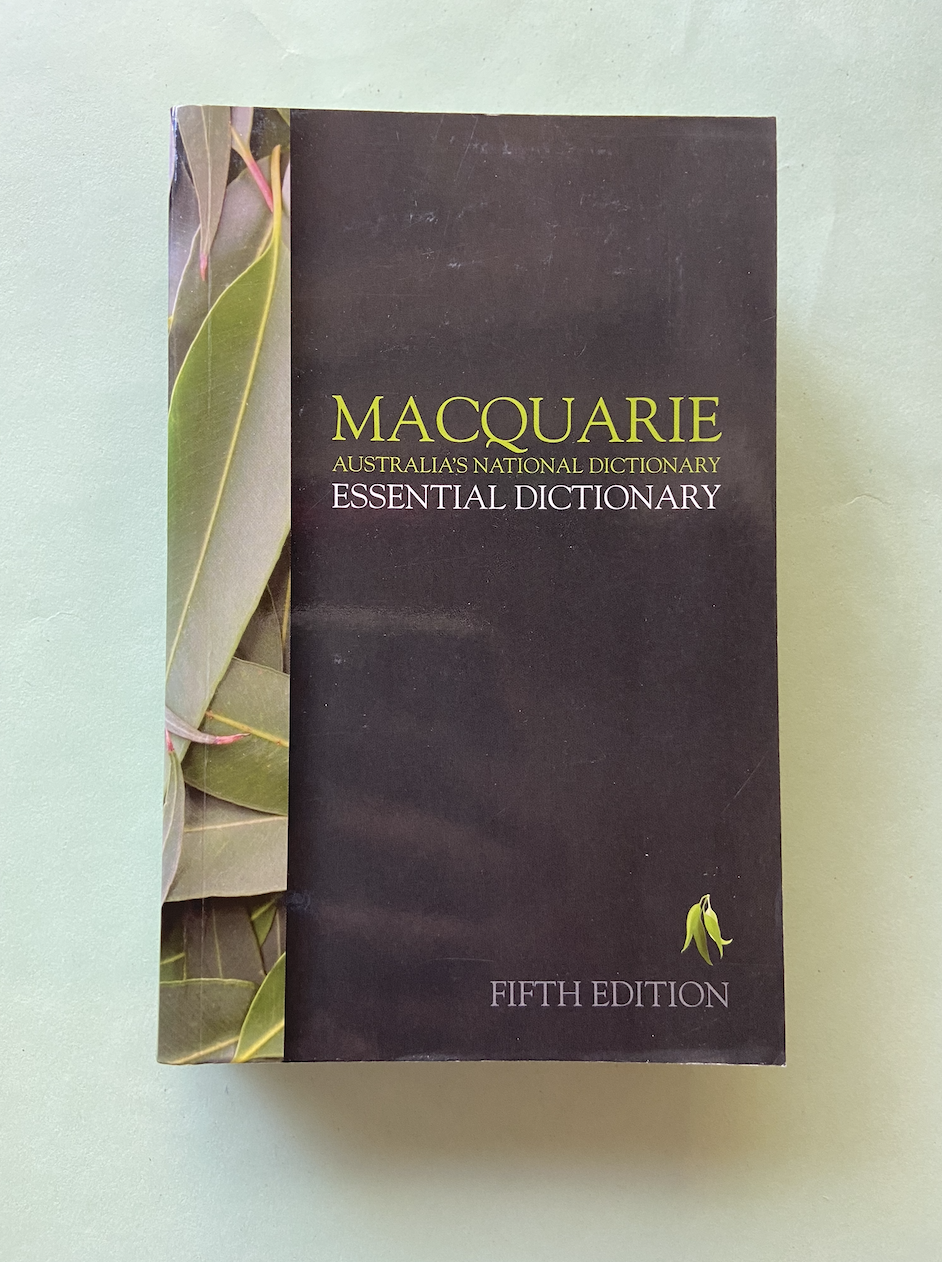 MACQUARIE
AUSTRALIA'S NATIONAL DICTIONARY
ESSENTIAL DICTIONARY
FIFTH EDITION